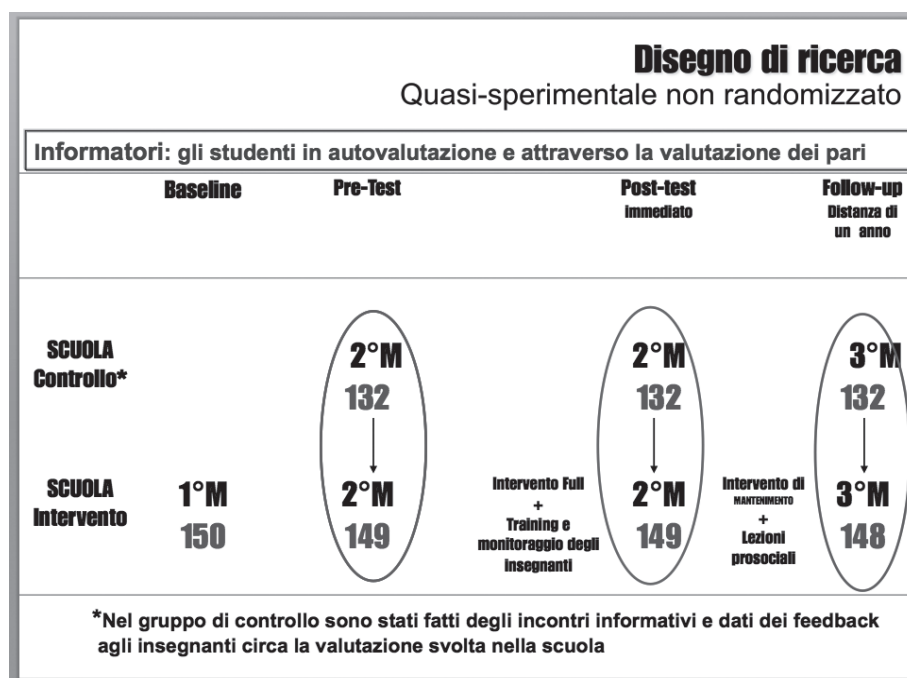 Disegno di ricerca
Quasi-sperimentale non randomizzato
Informatori: gli studenti in autovalutazione e attraverso la valutazione dei pari
Baseline Pre-Test Post-test Follow-up
immediato Distanza di
un anno
SCUOLA
Controllo*
2°M 2°M 3°M
132 132 132
SCUOLA
Intervento
1°M 2°M 2°M 3°M
150 149 149 148
Intervento Full
+
Training e
monitoraggio degli
insegnanti
Intervento di
MANTENIMENTO
+
Lezioni
prosociali
*Nel gruppo di controllo sono stati fatti degli incontri informativi e dati dei feedback
agli insegnanti circa la valutazione svolta nella scuola